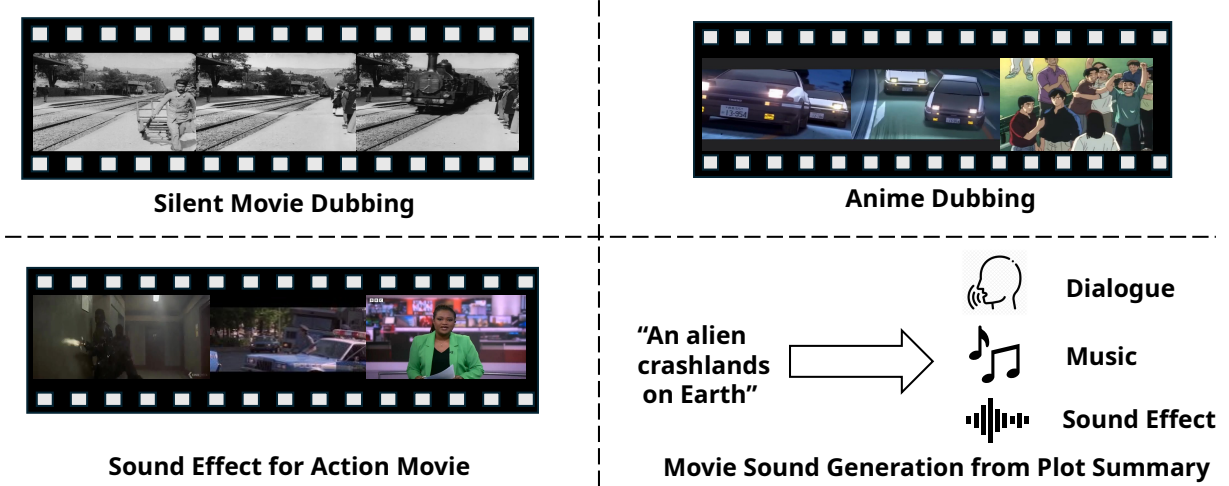 Silent Movie Dubbing
Anime Dubbing
BBC
Sound Effect for Action Movie
“An alien
crashlands
on Earth”
Dialogue
Music
Sound Effect
Movie Sound Generation from Plot Summary